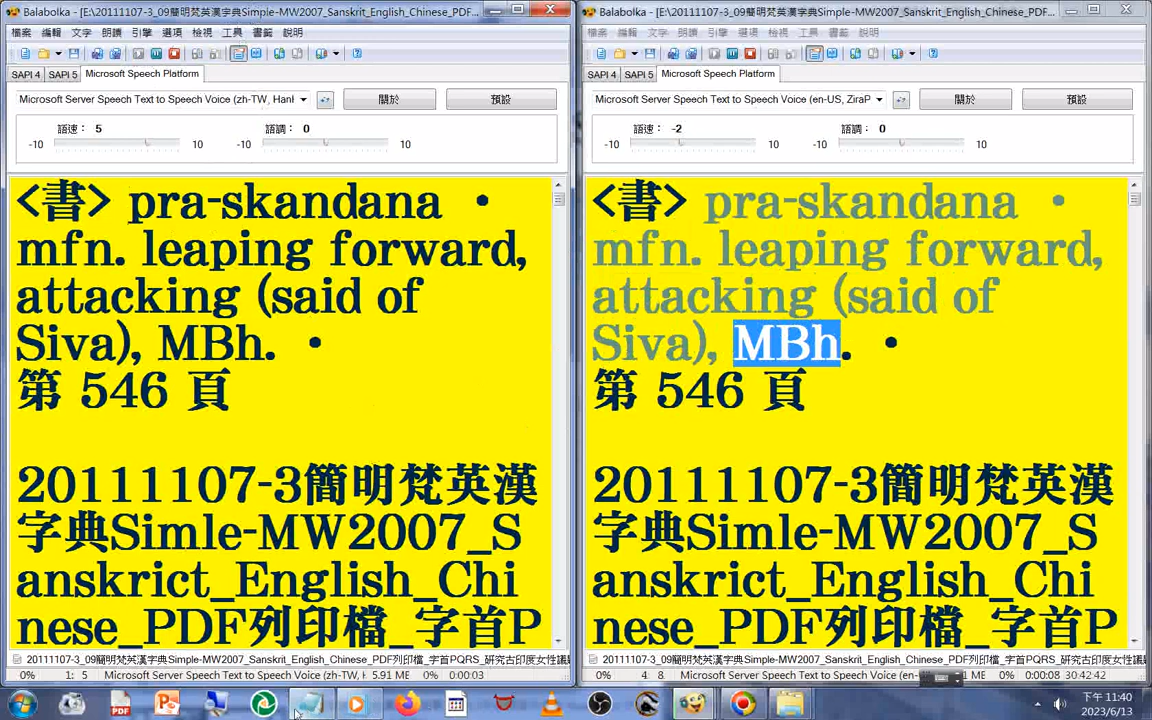 Balabolka - [E:\20111107-3_09簡明梵英漢字典Simple-MW2007_Sanskrit_English_Chinese_PDF...
檔案 編輯 文字 朗讀 引擎 選項 檢視 工具 書籤 說明
SAPI 4 SAPI 5 Microsoft Speech Platform
Microsoft Server Speech Text to Speech Voice (zh-TW, Hanl 關於 預設
語速： 5 語調： 0
-10 10 -10 10
<書> pra-skandana •
mfn. leaping forward,
attacking (said of
Siva), MBh. •
第 546 頁
20111107-3簡明梵英漢
字典Simle-MW2007_S
anskrict_English_Chi
nese_PDF列印檔_字首P
20111107-3_09簡明梵英漢字典Simple-MW2007_Sanskrit_English_Chinese_PDF列印檔_字首PQRS_研究古印度女性議
0% 1: 5 Microsoft Server Speech Text to Speech Voice (zh-TW, 5.91 ME 0% 0:00:03
Balabolka - [E:\20111107-3_09簡明梵英漢字典Simple-MW2007_Sanskrit_English_Chinese_PDF...
檔案 編輯 文字 朗讀 引擎 選項 檢視 工具 書籤 說明
SAPI 4 SAPI 5 Microsoft Speech Platform
Microsoft Server Speech Text to Speech Voice (en-US, ZiraP 關於 預設
語速： -2 語調： 0
-10 10 -10 10
<書> pra-skandana •
mfn. leaping forward,
attacking (said of
Siva), MBh. •
第 546 頁
20111107-3簡明梵英漢
字典Simle-MW2007_S
anskrict_English_Chi
nese_PDF列印檔_字首P
20111107-3_09簡明梵英漢字典Simple-MW2007_Sanskrit_English_Chinese_PDF列印檔_字首PQRS_研究古印度女性議
0% 4: 8 Microsoft Server Speech Text to Speech Voice 1 ME 0% 0:00:08 30:42:42
下午 11:40
2023/6/13